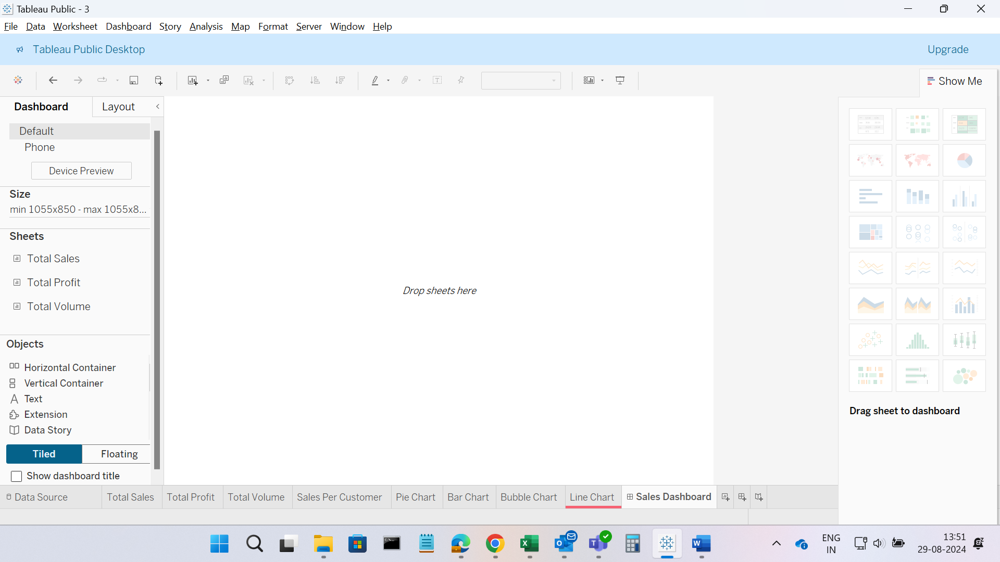 Tableau Public - 3
File Data Worksheet Dashboard Story Analysis Map Format Server Window Help
Tableau Public Desktop
Upgrade
Show Me
Dashboard Layout
Default
Phone
Device Preview
Size
min 1055x850 - max 1055x8...
Sheets
Total Sales
Total Profit
Total Volume
Objects
Horizontal Container
Vertical Container
Text
Extension
Data Story
Tiled Floating
Show dashboard title
Drop sheets here
Drag sheet to dashboard
Data Source Total Sales Total Profit Total Volume Sales Per Customer Pie Chart Bar Chart Bubble Chart Line Chart Sales Dashboard
ENG
IN
13:51
29-08-2024